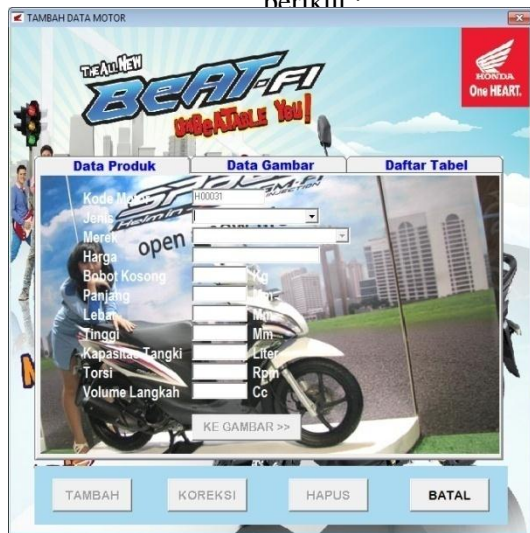 berikut :
TAMBAH DATA MOTOR
THE ALL NEW
BEAT-FI
UNBEATABLE YOU!
HONDA
One HEART.
Data Produk
Data Gambar
Daftar Tabel
Kode Motor H00031
Jenis
Merek
open
Harga
Bobot Kosong Kg
Panjang Mm
Lebar Mm
Tinggi Mm
Kapasitas Tangki Liter
Torsi Rpm
Volume Langkah Cc
KE GAMBAR >>
TAMBAH
KOREKSI
HAPUS
BATAL